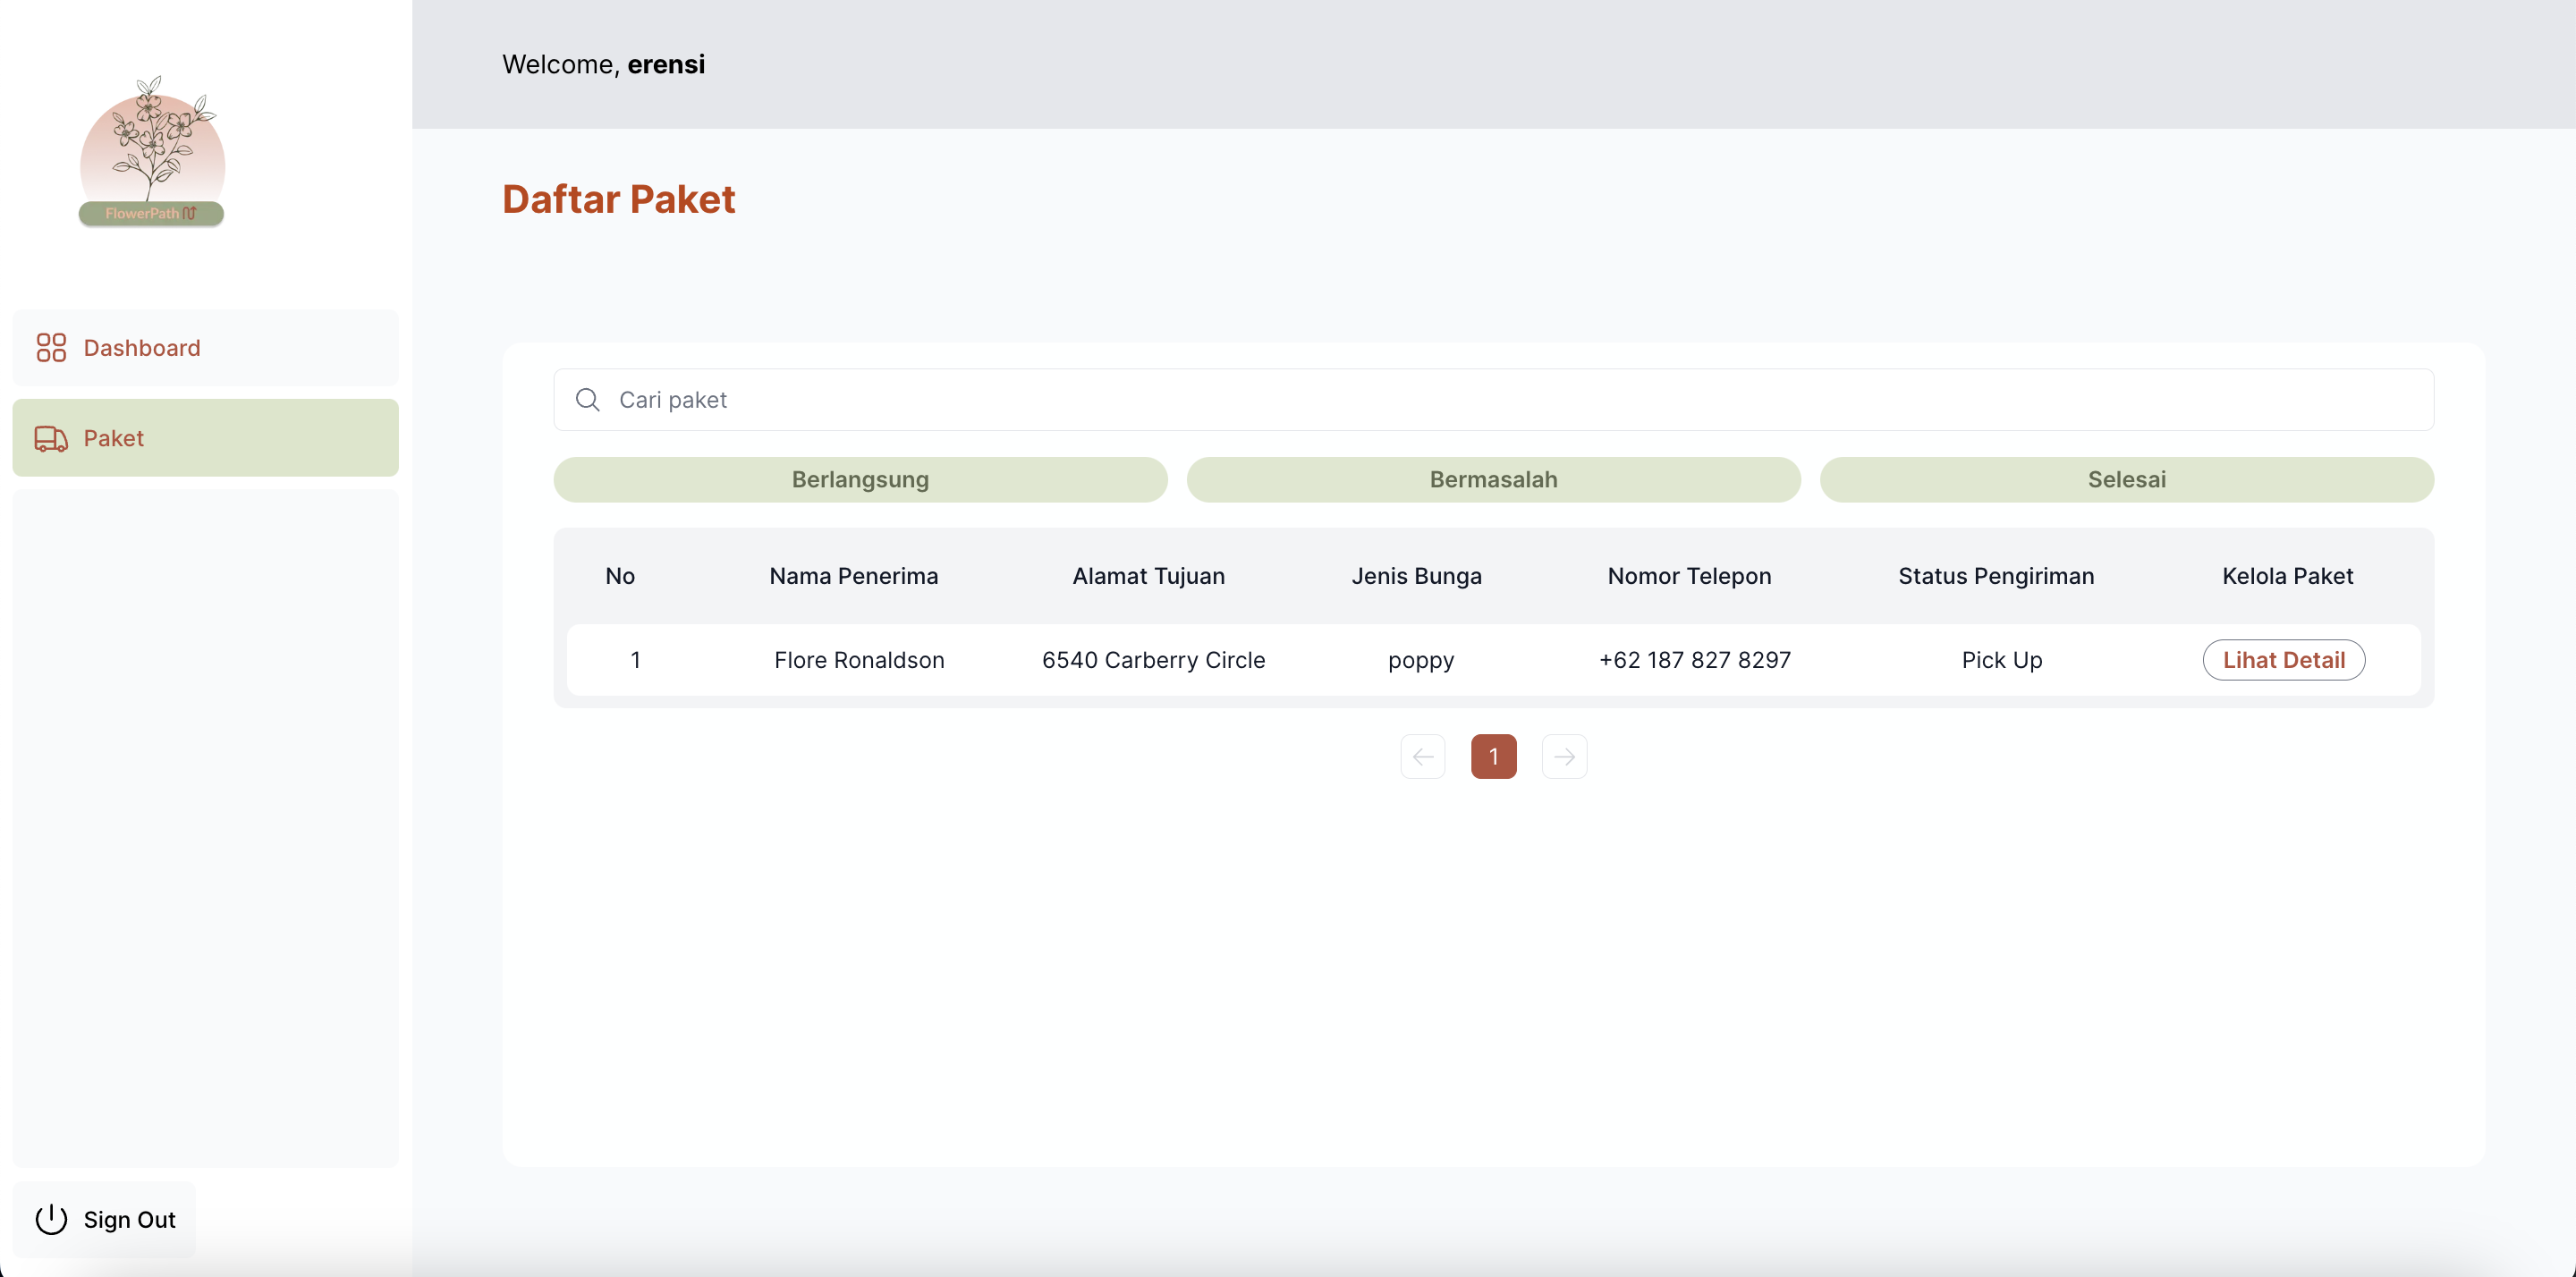 Welcome, erensi
FlowerPath
Daftar Paket
Dashboard
Paket
Sign Out
Cari paket
Berlangsung Bermasalah Selesai
No Nama Penerima Alamat Tujuan Jenis Bunga Nomor Telepon Status Pengiriman Kelola Paket
1 Flore Ronaldson 6540 Carberry Circle poppy +62 187 827 8297 Pick Up Lihat Detail
1